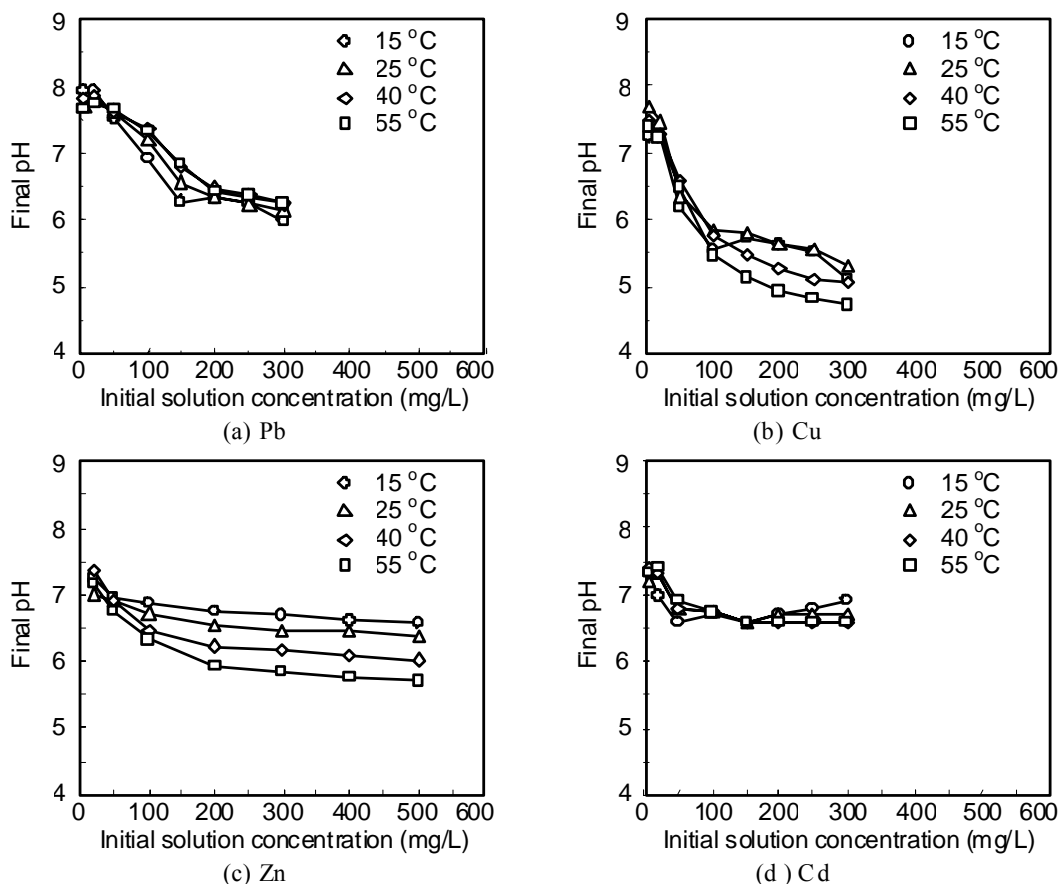 9
8
7
6
5
4
Final pH
15 °C
25 °C
40 °C
55 °C
0 100 200 300 400 500 600
Initial solution concentration (mg/L)
(a) Pb
9
8
7
6
5
4
Final pH
15 °C
25 °C
40 °C
55 °C
0 100 200 300 400 500 600
Initial solution concentration (mg/L)
(b) Cu
9
8
7
6
5
4
Final pH
15 °C
25 °C
40 °C
55 °C
0 100 200 300 400 500 600
Initial solution concentration (mg/L)
(c) Zn
9
8
7
6
5
4
Final pH
15 °C
25 °C
40 °C
55 °C
0 100 200 300 400 500 600
Initial solution concentration (mg/L)
(d) Cd